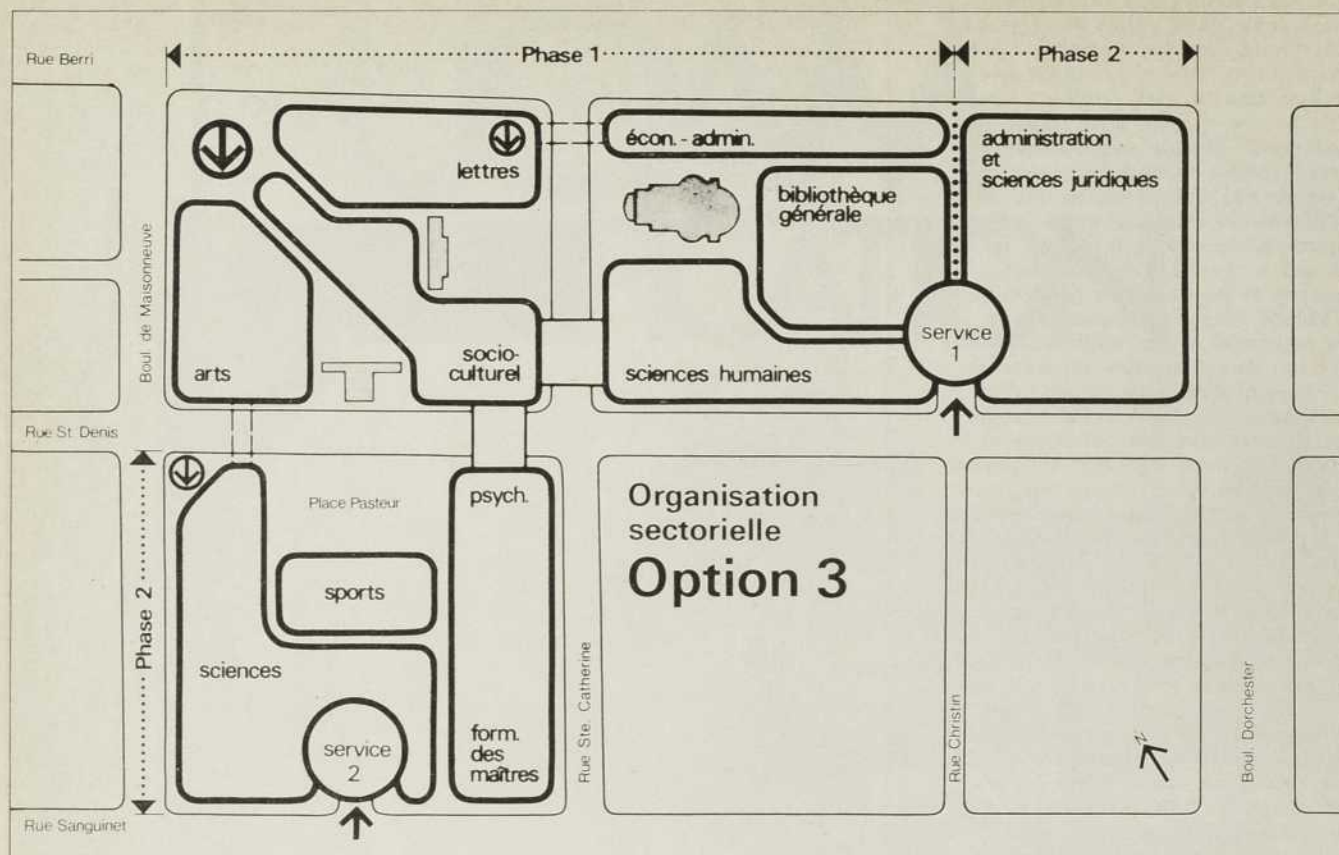 Phase 1
Phase 2
Rue Berri
écon. - admin.
administration
et
sciences juridiques
lettres
bibliothèque
générale
Boul. de Maisonneuve
service
1
socio-
culturel
arts
sciences humaines
Rue St. Denis
psych.
Place Pasteur
Organisation
sectorielle
Option 3
sports
Phase 2
sciences
Rue Ste. Catherine
Rue Christin
N
Boul. Dorchester
service
2
form.
des
maîtres
Rue Sanguinet